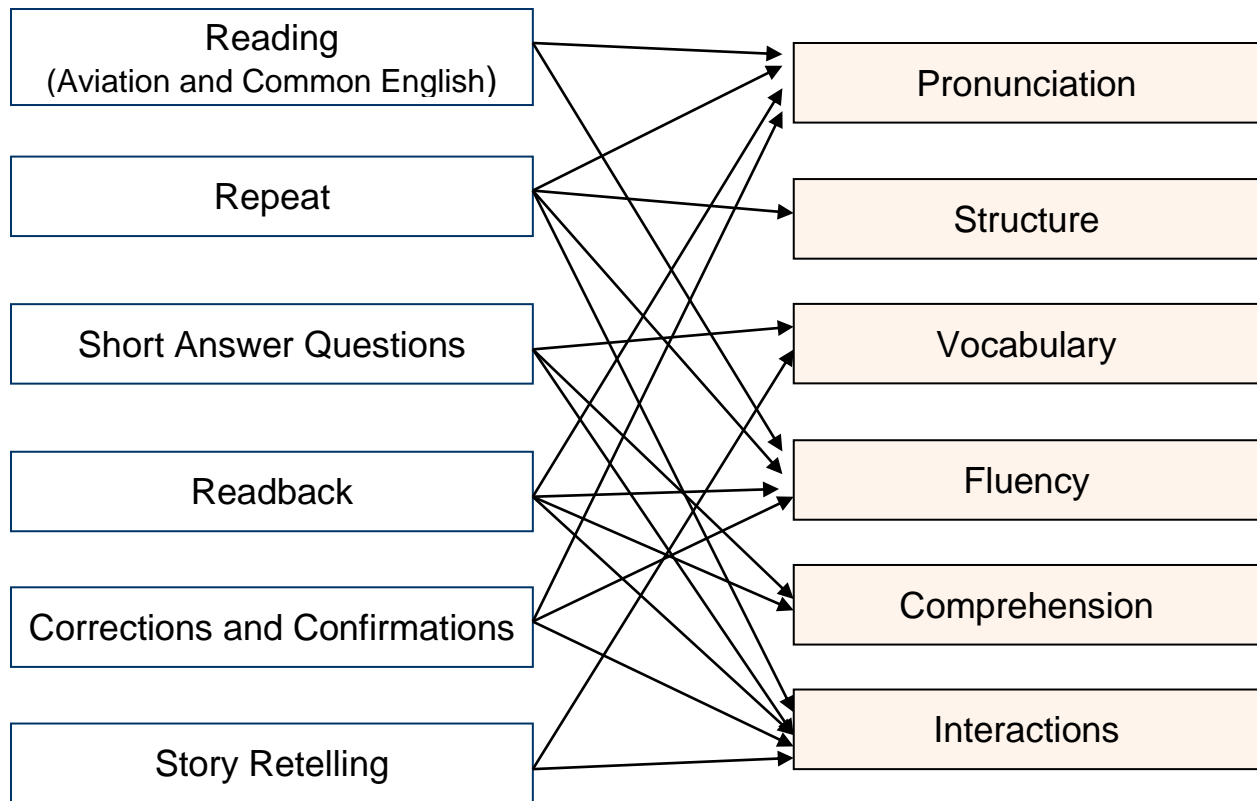 Reading
(Aviation and Common English)
Repeat
Short Answer Questions
Readback
Corrections and Confirmations
Story Retelling
Pronunciation
Structure
Vocabulary
Fluency
Comprehension
Interactions